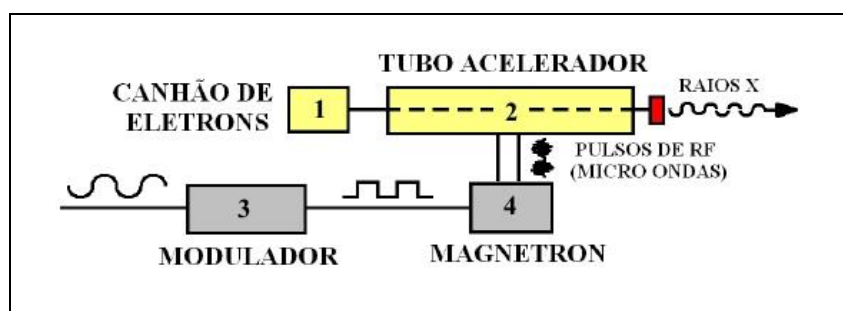 TUBO ACELERADOR
CANHÃO DE
ELETRONS
1
2
RAIOS X
PULSOS DE RF
(MICRO ONDAS)
3
4
MODULADOR
MAGNETRON